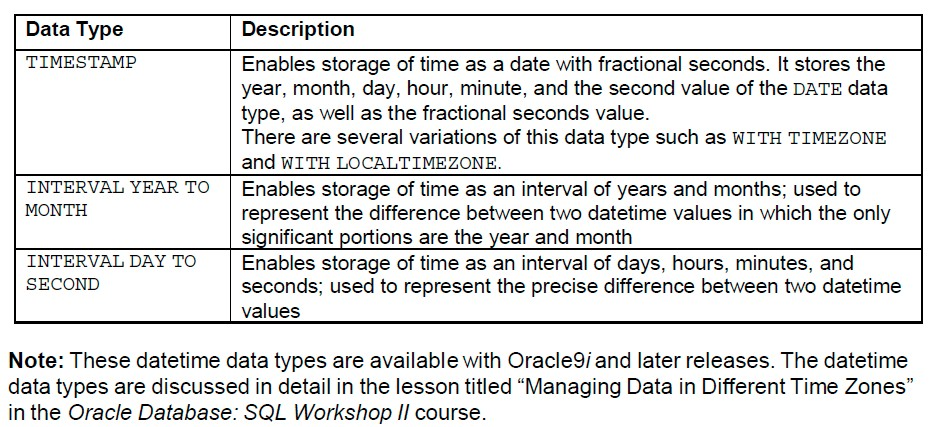 Data Type Description
TIMESTAMP Enables storage of time as a date with fractional seconds. It stores the
year, month, day, hour, minute, and the second value of the DATE data
type, as well as the fractional seconds value.
There are several variations of this data type such as WITH TIMEZONE
and WITH LOCALTIMEZONE.
INTERVAL YEAR TO Enables storage of time as an interval of years and months; used to
MONTH represent the difference between two datetime values in which the only
significant portions are the year and month
INTERVAL DAY TO Enables storage of time as an interval of days, hours, minutes, and
SECOND seconds; used to represent the precise difference between two datetime
values
Note: These datetime data types are available with Oracle9i and later releases. The datetime
data types are discussed in detail in the lesson titled “Managing Data in Different Time Zones”
in the Oracle Database: SQL Workshop II course.